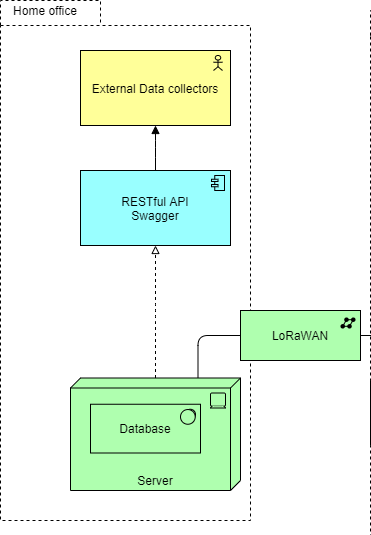 Home office
External Data collectors
RESTful API
Swagger
LoRaWAN
Database
Server